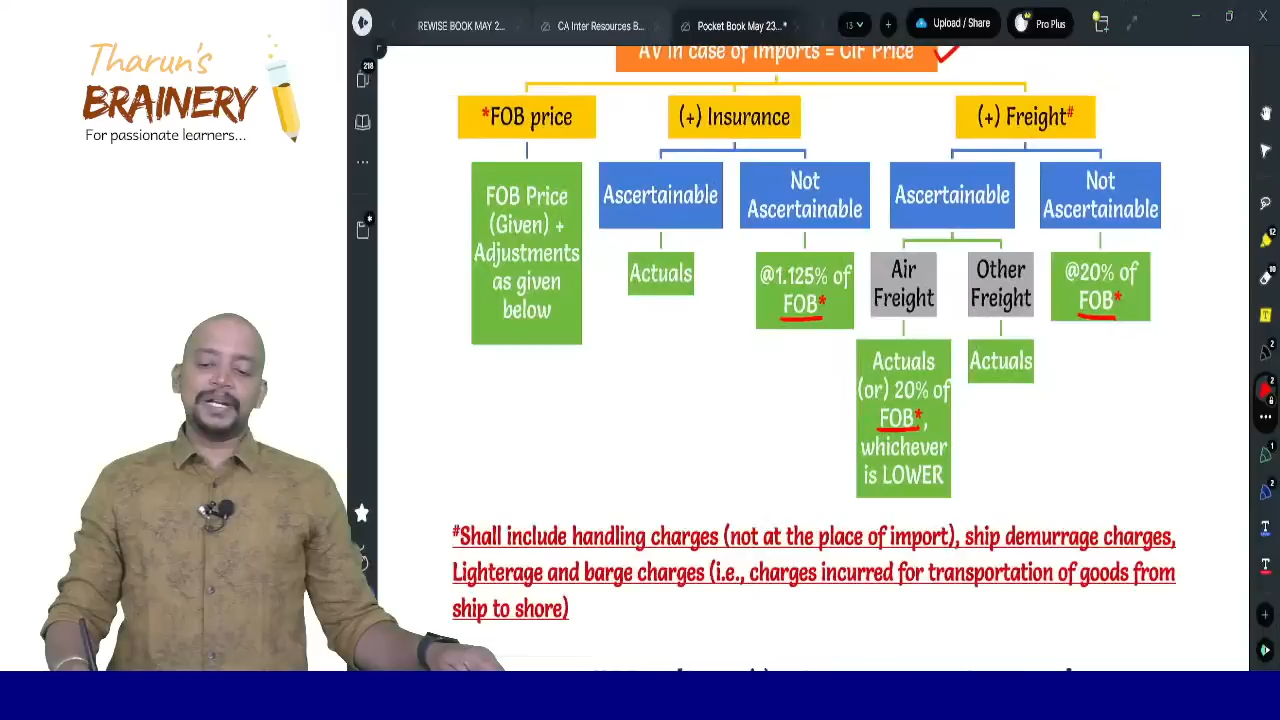 Tharun's
BRAINERY
For passionate learners...
REWISE BOOK MAY 2...
CA Inter Resources B...
Pocket Book May 23...*
13
Upload / Share
Pro Plus
218
AV in case of Imports = CIF Price
*FOB price
(+) Insurance
(+) Freight#
FOB Price
(Given) +
Adjustments
as given
below
Ascertainable
Not
Ascertainable
Ascertainable
Not
Ascertainable
Actuals
@1.125% of
FOB*
Air
Freight
Other
Freight
@20% of
FOB*
Actuals
(or) 20% of
FOB*,
whichever
is LOWER
Actuals
#Shall include handling charges (not at the place of import), ship demurrage charges,
Lighterage and barge charges (i.e., charges incurred for transportation of goods from
ship to shore)